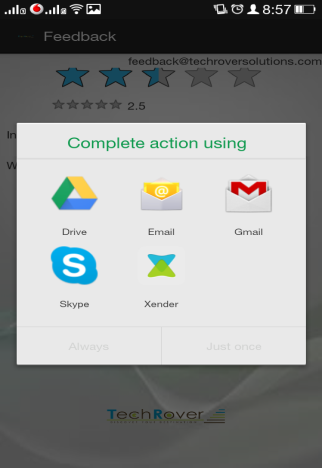 8:57
Feedback
feedback@techroversolutions.com
2.5
In
W
Complete action using
Drive
Email
Gmail
Skype
Xender
Always
Just once
TechRover